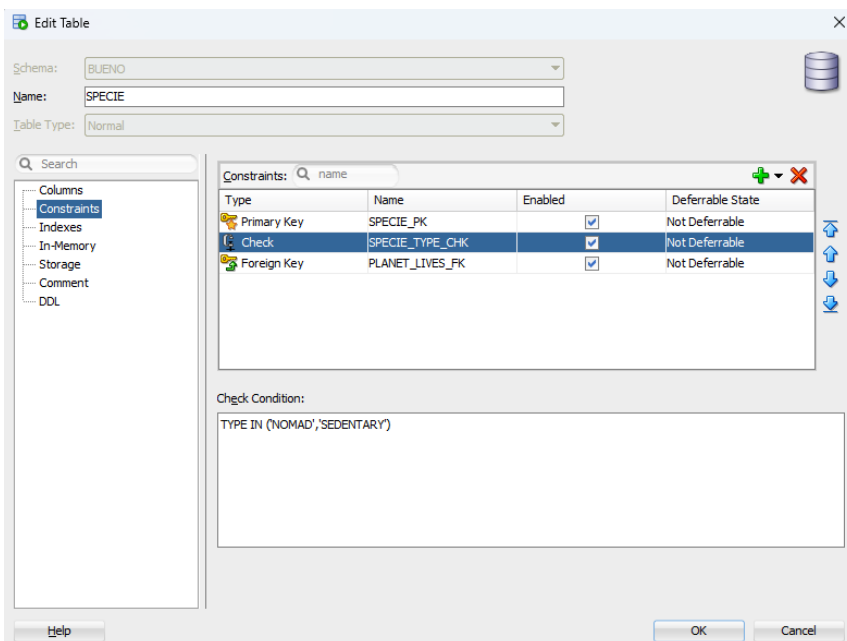 Edit Table
Schema: BUENO
Name: SPECIE
Table Type: Normal
Search
Columns
Constraints
Indexes
In-Memory
Storage
Comment
DDL
Constraints: name
Type Name Enabled Deferrable State
Primary Key SPECIE_PK Not Deferrable
Check SPECIE_TYPE_CHK Not Deferrable
Foreign Key PLANET_LIVES_FK Not Deferrable
Check Condition:
TYPE IN ('NOMAD','SEDENTARY')
Help OK Cancel